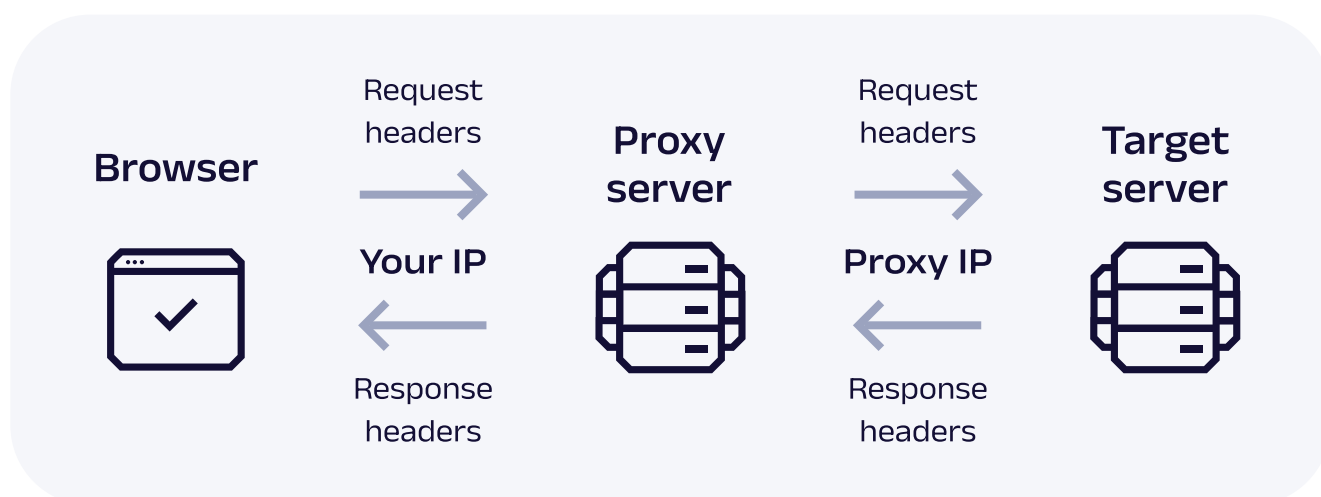 Browser
Request
headers
Your IP
Response
headers
Proxy
server
Request
headers
Proxy IP
Response
headers
Target
server